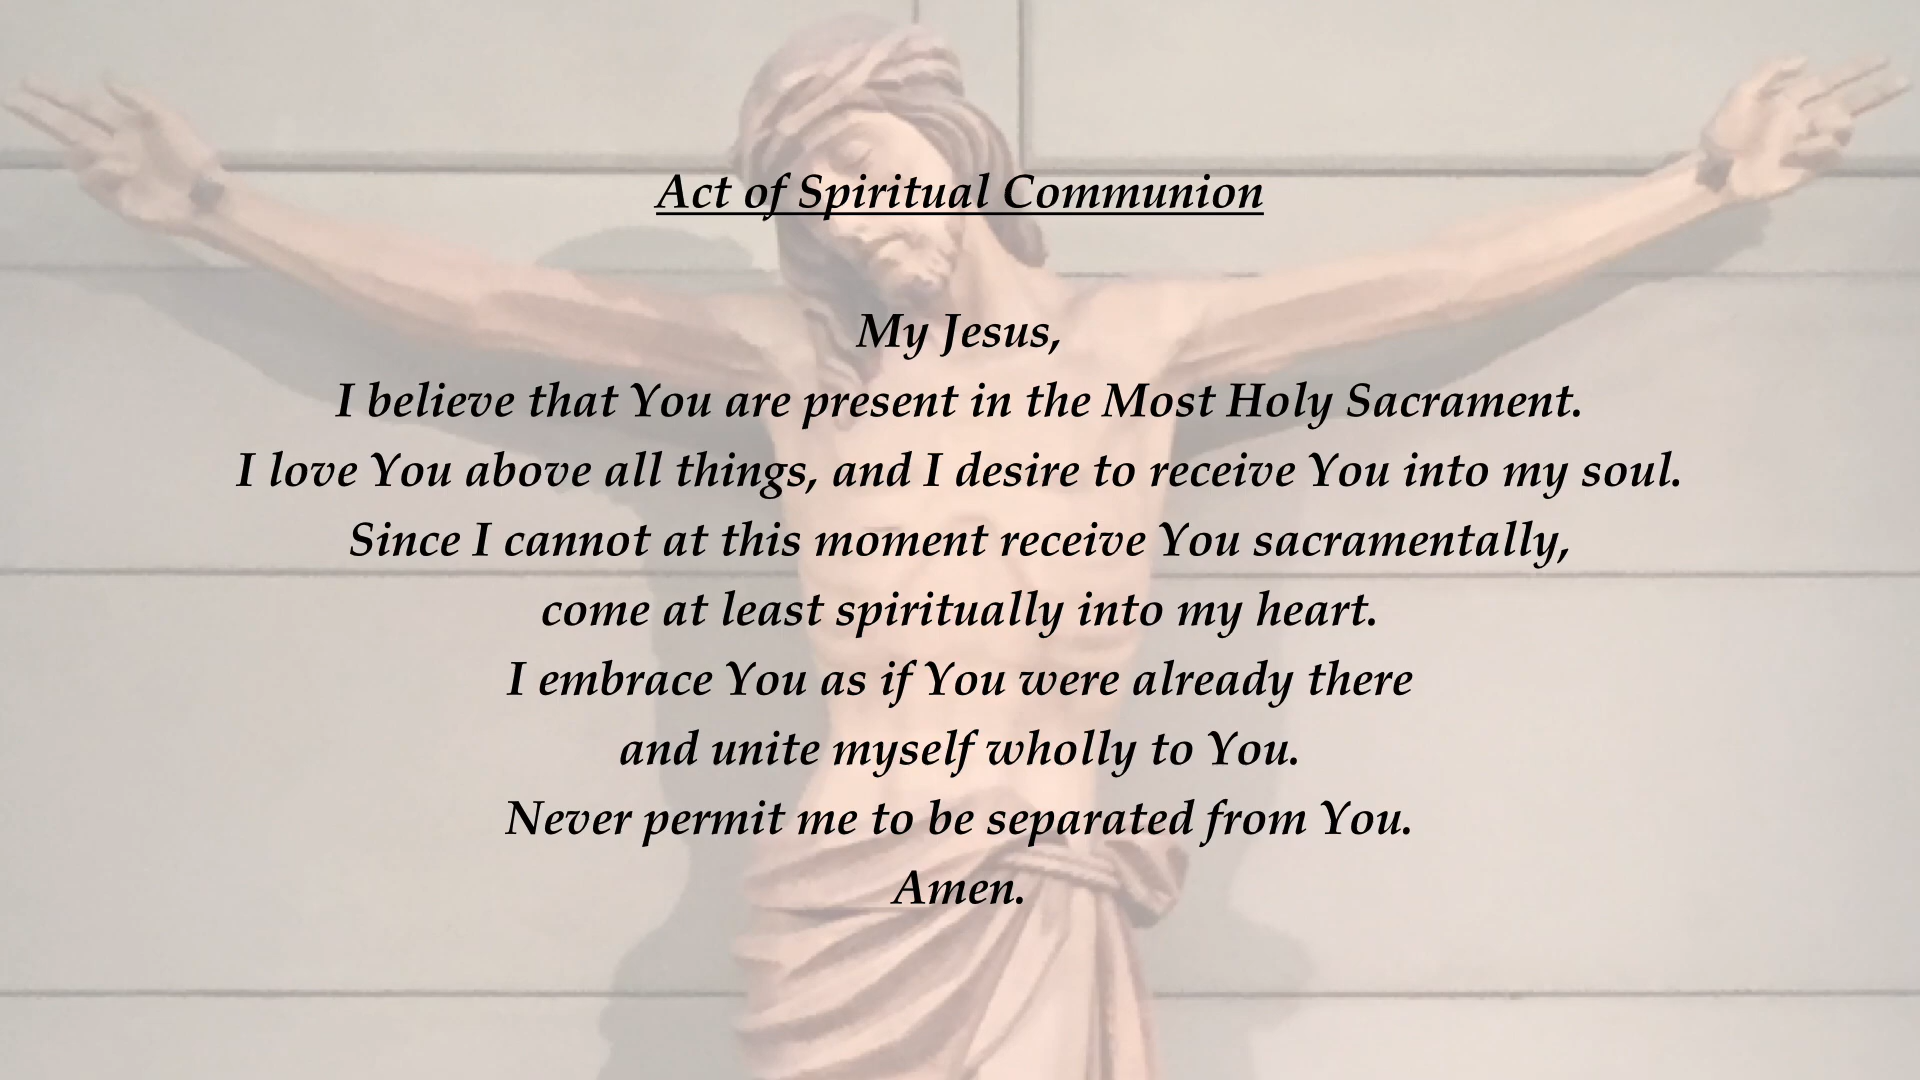 Act of Spiritual Communion
My Jesus,
I believe that You are present in the Most Holy Sacrament.
I love You above all things, and I desire to receive You into my soul.
Since I cannot at this moment receive You sacramentally,
come at least spiritually into my heart.
I embrace You as if You were already there
and unite myself wholly to You.
Never permit me to be separated from You.
Amen.